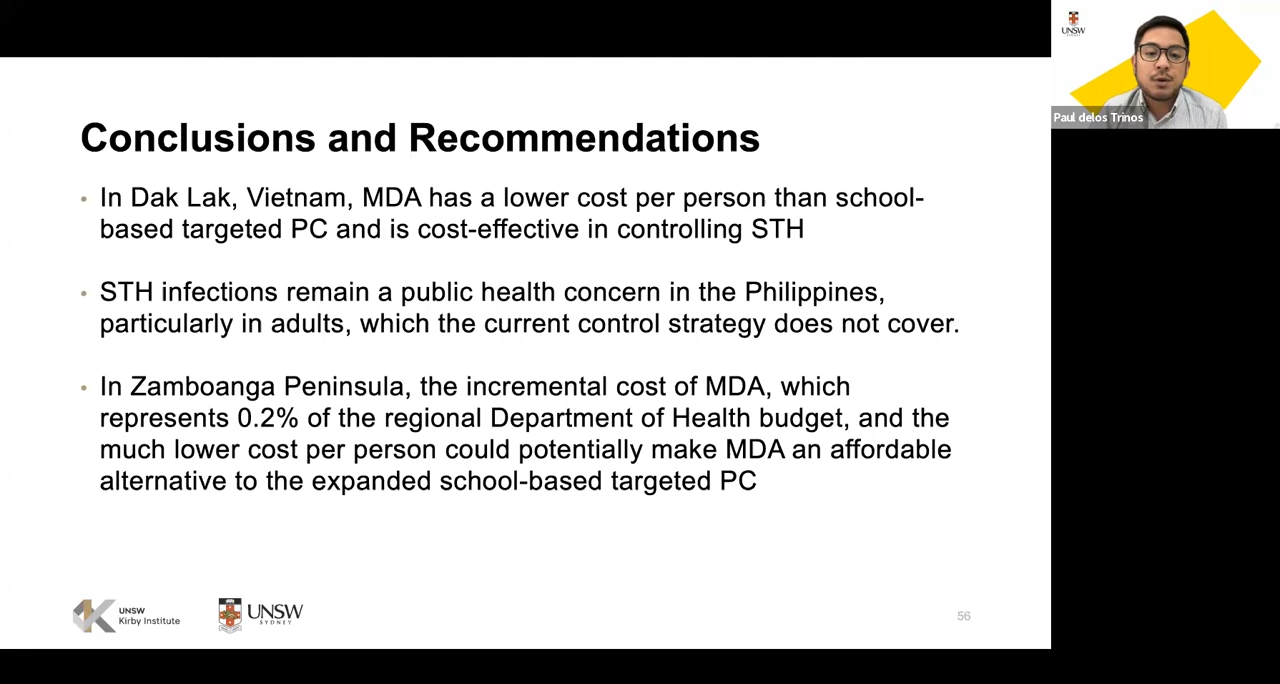 UNSW
SYDNEY
Paul delos Trinos
Conclusions and Recommendations
• In Dak Lak, Vietnam, MDA has a lower cost per person than school-
based targeted PC and is cost-effective in controlling STH
• STH infections remain a public health concern in the Philippines,
particularly in adults, which the current control strategy does not cover.
• In Zamboanga Peninsula, the incremental cost of MDA, which
represents 0.2% of the regional Department of Health budget, and the
much lower cost per person could potentially make MDA an affordable
alternative to the expanded school-based targeted PC
UNSW
Kirby Institute
UNSW
SYDNEY
56